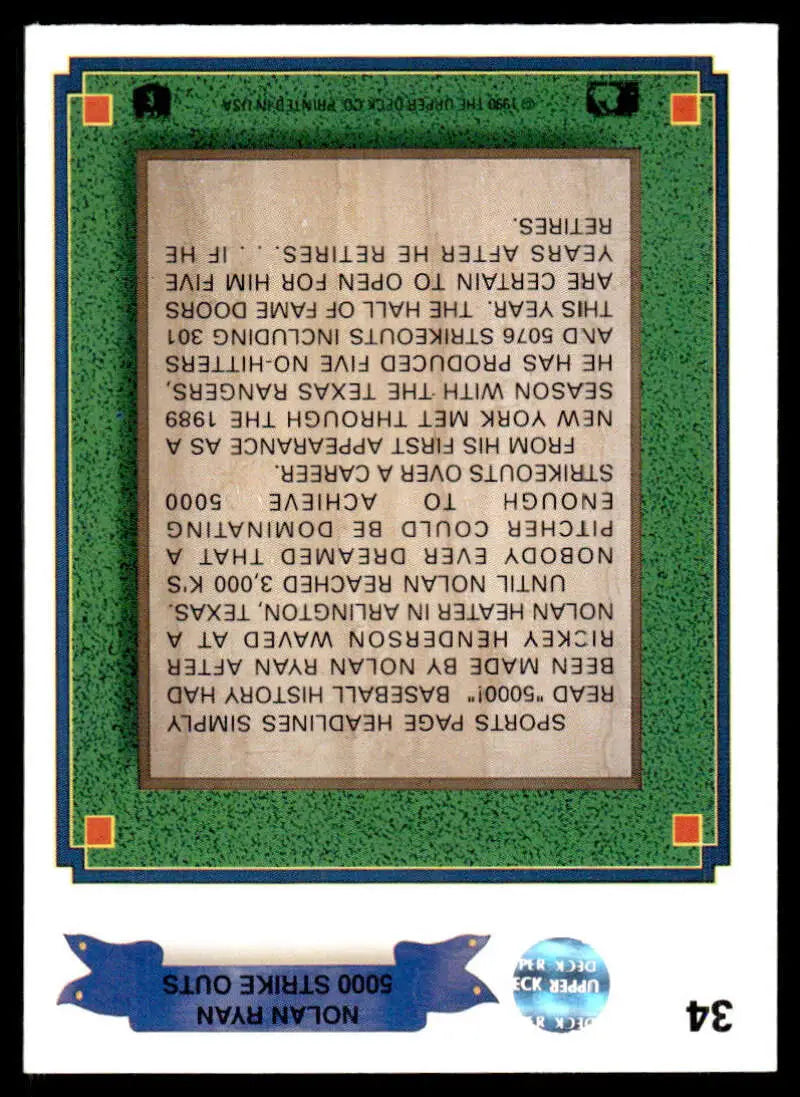 34
NOLAN RYAN
5000 STRIKE OUTS
DECK
UPPER
DECK
SPORTS PAGE HEADLINES SIMPLY
READ "5000!" BASEBALL HISTORY HAD
BEEN MADE BY NOLAN RYAN AFTER
RICKEY HENDERSON WAVED AT A
NOLAN HEATER IN ARLINGTON, TEXAS.
UNTIL NOLAN REACHED 3,000 K'S
NOBODY EVER DREAMED THAT A
PITCHER COULD BE DOMINATING
ENOUGH TO ACHIEVE 5000
STRIKEOUTS OVER A CAREER.
FROM HIS FIRST APPEARANCE AS A
NEW YORK MET THROUGH THE 1989
SEASON WITH THE TEXAS RANGERS,
HE HAS PRODUCED FIVE NO-HITTERS
AND 5076 STRIKEOUTS INCLUDING 301
THIS YEAR. THE HALL OF FAME DOORS
ARE CERTAIN TO OPEN FOR HIM FIVE
YEARS AFTER HE RETIRES. . . IF HE
RETIRES.
© 1990 THE UPPER DECK CO. PRINTED IN USA